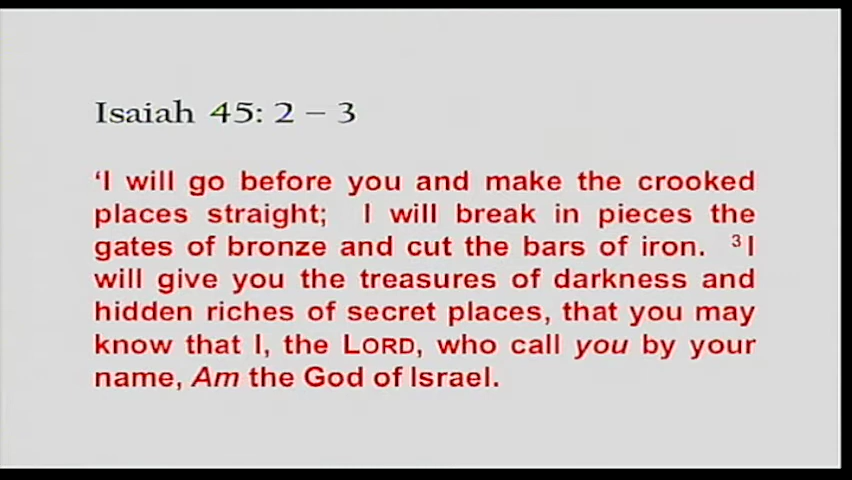 Isaiah 45: 2 – 3
‘I will go before you and make the crooked
places straight; I will break in pieces the
gates of bronze and cut the bars of iron. ³I
will give you the treasures of darkness and
hidden riches of secret places, that you may
know that I, the LORD, who call you by your
name, Am the God of Israel.